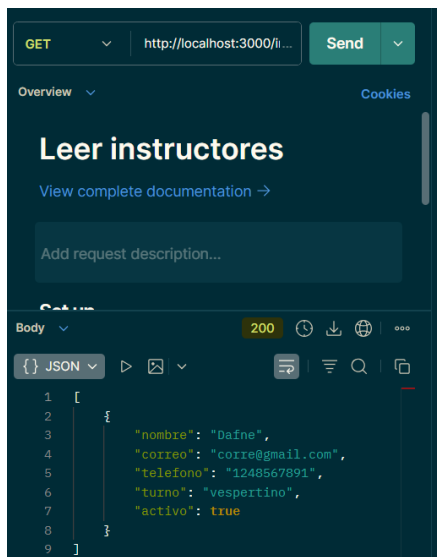 GET http://localhost:3000/i... Send
Overview Cookies
Leer instructores
View complete documentation →
Add request description...
Set up
Body 200
{} JSON
1 [
2 {
3 "nombre": "Dafne",
4 "correo": "corre@gmail.com",
5 "telefono": "1248567891",
6 "turno": "vespertino",
7 "activo": true
8 }
9 ]